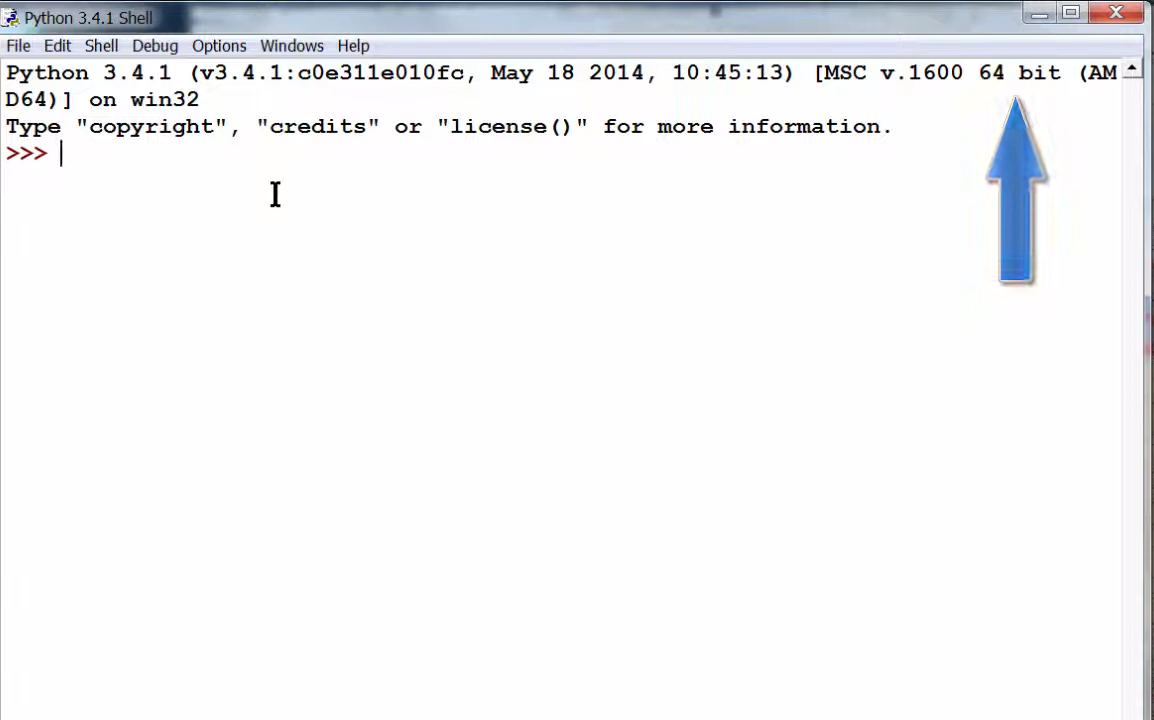 Python 3.4.1 Shell
File Edit Shell Debug Options Windows Help
Python 3.4.1 (v3.4.1:c0e311e010fc, May 18 2014, 10:45:13) [MSC v.1600 64 bit (AM
D64)] on win32
Type "copyright", "credits" or "license()" for more information.
>>>